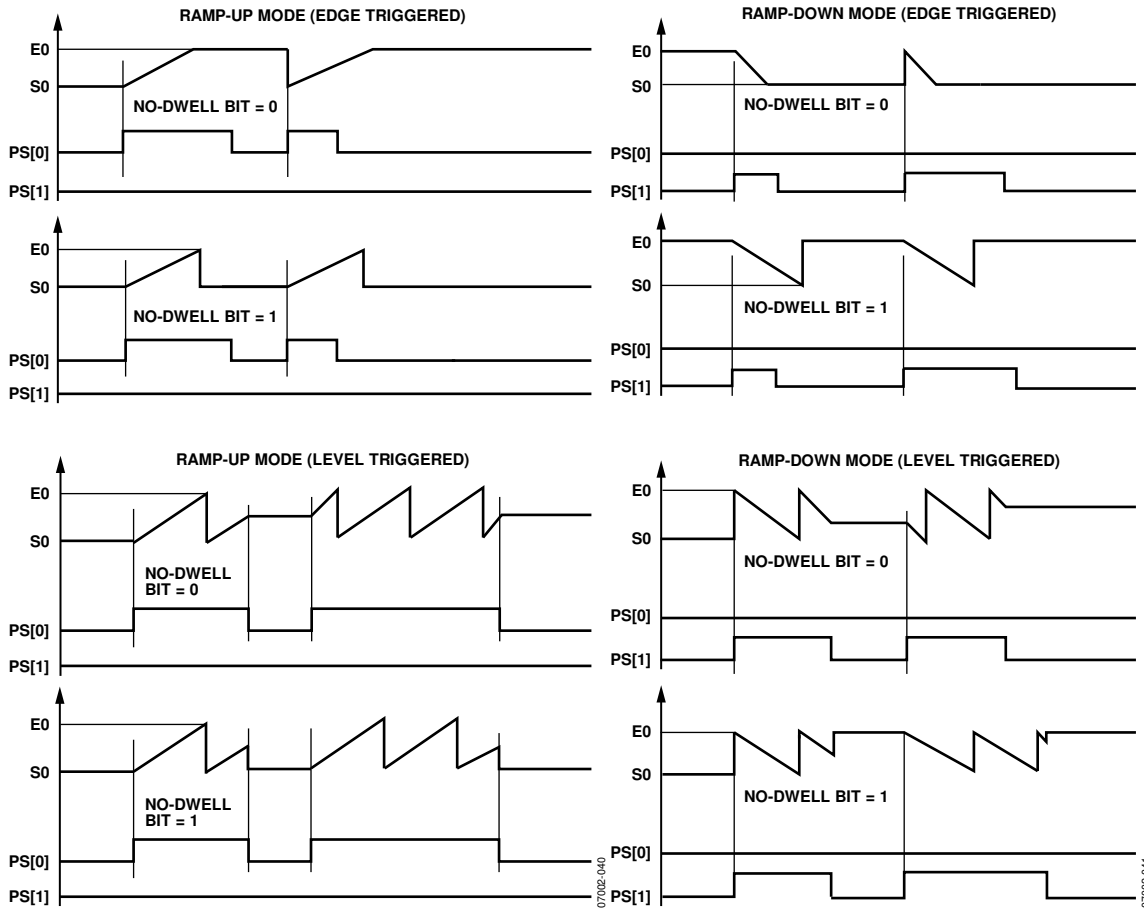 RAMP-UP MODE (EDGE TRIGGERED)
E0
S0
NO-DWELL BIT = 0
PS[0]
PS[1]
E0
S0
NO-DWELL BIT = 1
PS[0]
PS[1]
RAMP-DOWN MODE (EDGE TRIGGERED)
E0
S0
NO-DWELL BIT = 0
PS[0]
PS[1]
E0
S0
NO-DWELL BIT = 1
PS[0]
PS[1]
RAMP-UP MODE (LEVEL TRIGGERED)
E0
S0
NO-DWELL
BIT = 0
PS[0]
PS[1]
E0
S0
NO-DWELL
BIT = 1
PS[0]
PS[1]
07002-040
RAMP-DOWN MODE (LEVEL TRIGGERED)
E0
S0
NO-DWELL BIT = 0
PS[0]
PS[1]
E0
S0
NO-DWELL BIT = 1
PS[0]
PS[1]